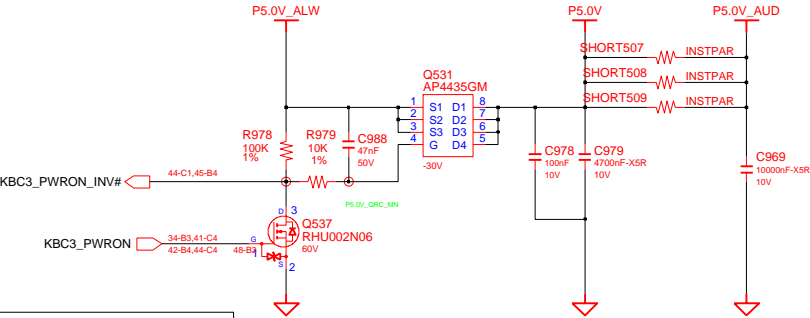 P5.0V_ALW
P5.0V
P5.0V_AUD
SHORT507
INSTPAR
SHORT508
INSTPAR
SHORT509
INSTPAR
Q531
AP4435GM
1 S1 D1 8
2 S2 D2 7
3 S3 D3 6
4 G D4 5
-30V
R978
100K
1%
R979
10K
1%
C988
47nF
50V
C978
100nF
10V
C979
4700nF-X5R
10V
C969
10000nF-X5R
10V
KBC3_PWRON_INV#
44-C1,45-B4
P5.0V_CRC_MN
D 3
Q537
RHU002N06
60V
KBC3_PWRON
34-B3,41-C4
42-B4,44-C4
G
1
S
2